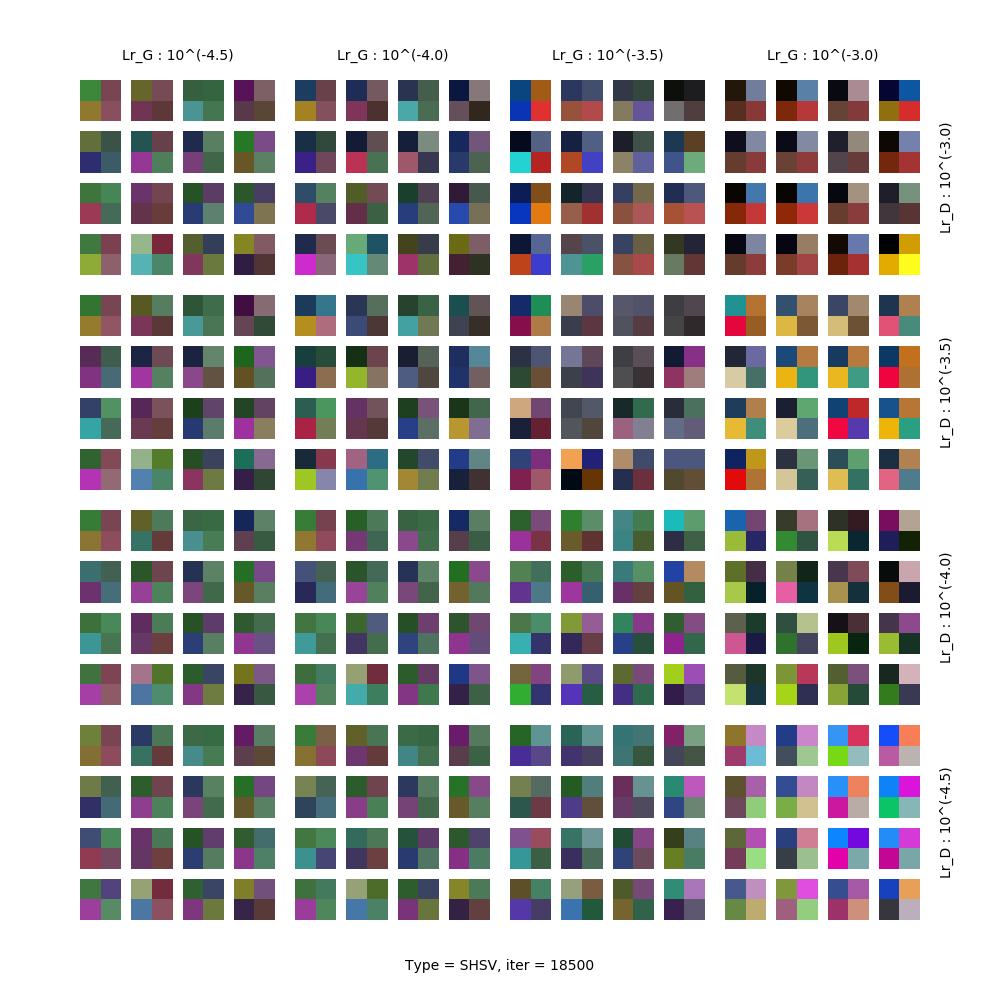 Lr_G : 10^(-4.5)
Lr_G : 10^(-4.0)
Lr_G : 10^(-3.5)
Lr_G : 10^(-3.0)
Lr_D : 10^(-3.0)
Lr_D : 10^(-3.5)
Lr_D : 10^(-4.0)
Lr_D : 10^(-4.5)
Type = SHSV, iter = 18500